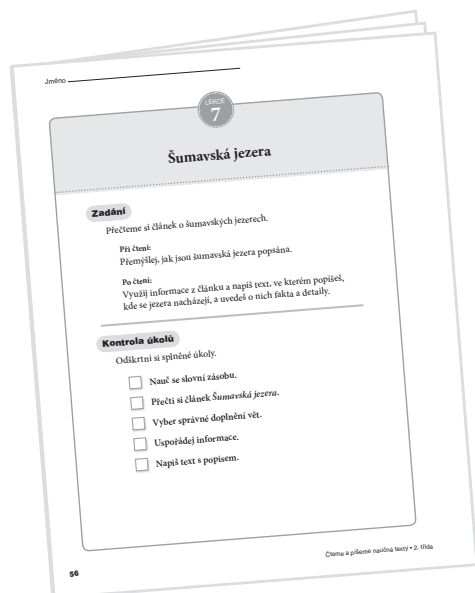 Jméno
LEKCE
7
Šumavská jezera
Zadání
Přečteme si článek o šumavských jezerech.
Při čtení:
Přemýšlej, jak jsou šumavská jezera popsána.
Po čtení:
Využij informace z článku a napiš text, ve kterém popíšeš,
kde se jezera nacházejí, a uvedeš o nich fakta a detaily.
Kontrola úkolů
Odškrtni si splněné úkoly.
Nauč se slovní zásobu.
Přečti si článek Šumavská jezera.
Vyber správné doplnění vět.
Uspořádej informace.
Napiš text s popisem.
56
Čteme a píšeme naučné texty • 2. třída